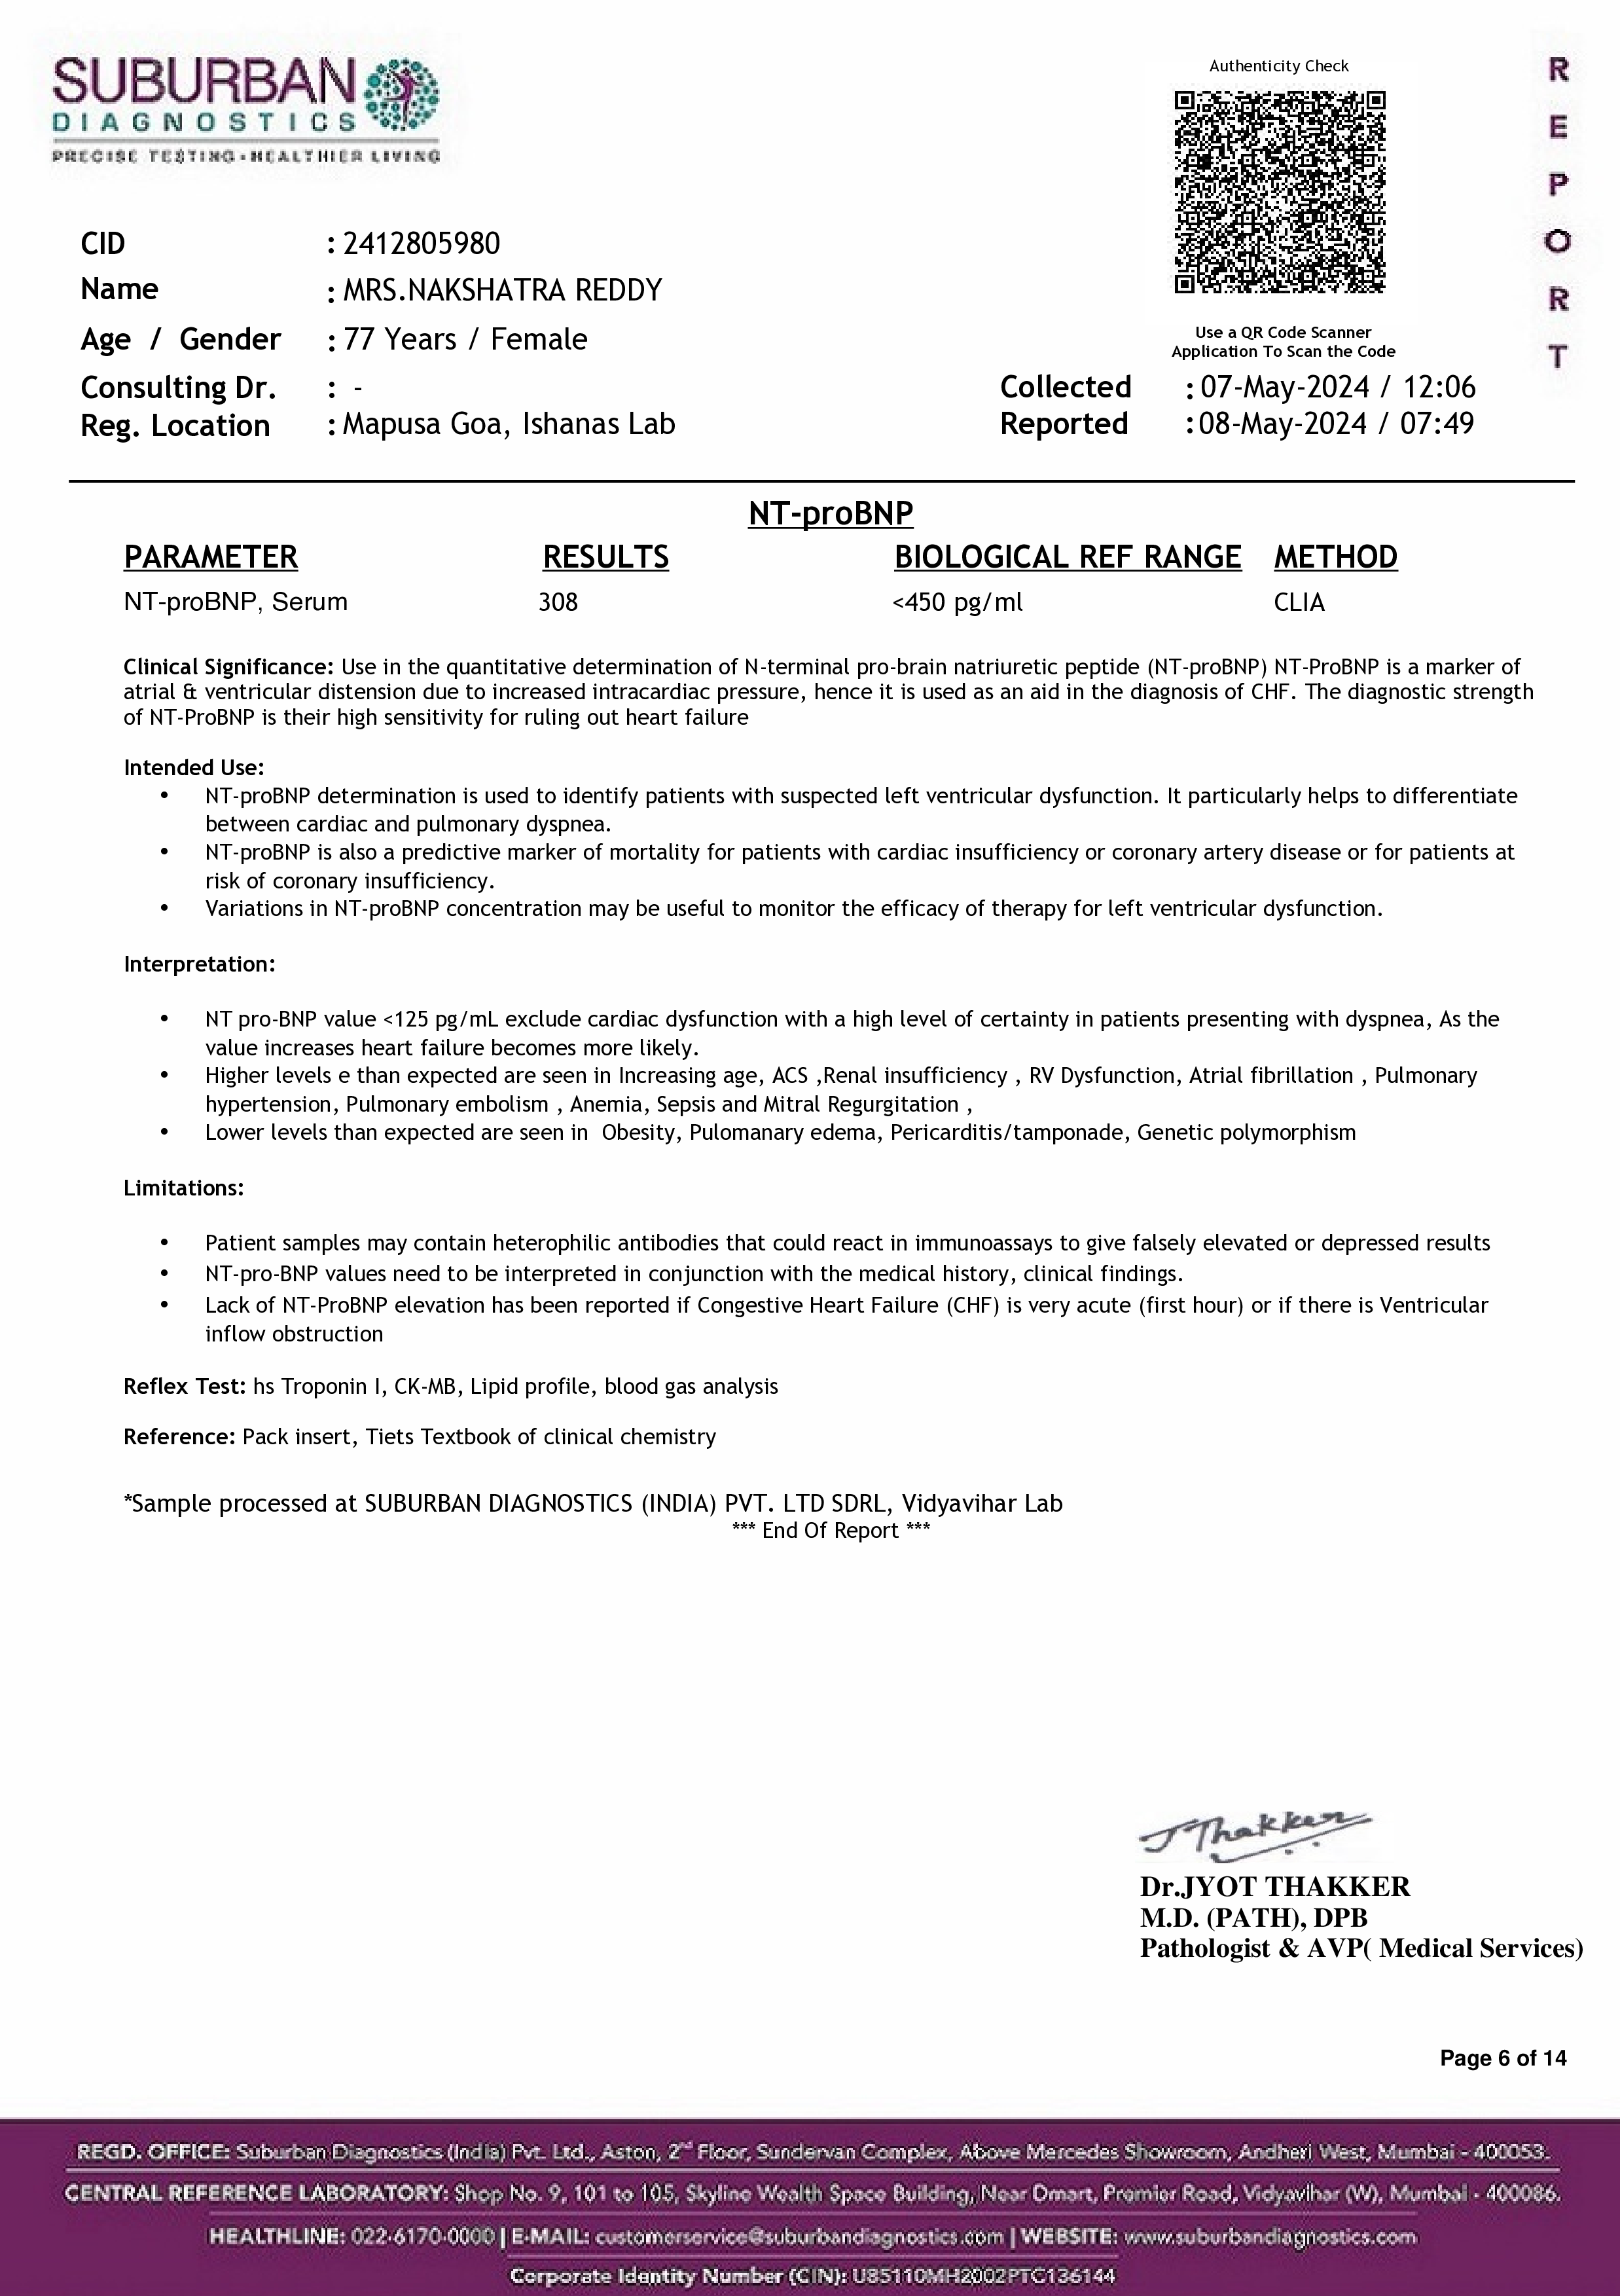 SUBURBAN
DIAGNOSTICS
PRECISE TESTING-HEALTHIER LIVING
Authenticity Check
R
E
P
O
R
T
Use a QR Code Scanner
Application To Scan the Code
CID : 2412805980
Name : MRS.NAKSHATRA REDDY
Age / Gender : 77 Years / Female
Consulting Dr. : -
Collected : 07-May-2024 / 12:06
Reg. Location : Mapusa Goa, Ishanas Lab
Reported : 08-May-2024 / 07:49
NT-proBNP
PARAMETER RESULTS BIOLOGICAL REF RANGE METHOD
NT-proBNP, Serum 308 <450 pg/ml CLIA
Clinical Significance: Use in the quantitative determination of N-terminal pro-brain natriuretic peptide (NT-proBNP) NT-ProBNP is a marker of
atrial & ventricular distension due to increased intracardiac pressure, hence it is used as an aid in the diagnosis of CHF. The diagnostic strength
of NT-ProBNP is their high sensitivity for ruling out heart failure
Intended Use:
• NT-proBNP determination is used to identify patients with suspected left ventricular dysfunction. It particularly helps to differentiate
between cardiac and pulmonary dyspnea.
• NT-proBNP is also a predictive marker of mortality for patients with cardiac insufficiency or coronary artery disease or for patients at
risk of coronary insufficiency.
• Variations in NT-proBNP concentration may be useful to monitor the efficacy of therapy for left ventricular dysfunction.
Interpretation:
• NT pro-BNP value <125 pg/mL exclude cardiac dysfunction with a high level of certainty in patients presenting with dyspnea, As the
value increases heart failure becomes more likely.
• Higher levels e than expected are seen in Increasing age, ACS ,Renal insufficiency , RV Dysfunction, Atrial fibrillation , Pulmonary
hypertension, Pulmonary embolism , Anemia, Sepsis and Mitral Regurgitation ,
• Lower levels than expected are seen in Obesity, Pulomanary edema, Pericarditis/tamponade, Genetic polymorphism
Limitations:
• Patient samples may contain heterophilic antibodies that could react in immunoassays to give falsely elevated or depressed results
• NT-pro-BNP values need to be interpreted in conjunction with the medical history, clinical findings.
• Lack of NT-ProBNP elevation has been reported if Congestive Heart Failure (CHF) is very acute (first hour) or if there is Ventricular
inflow obstruction
Reflex Test: hs Troponin I, CK-MB, Lipid profile, blood gas analysis
Reference: Pack insert, Tiets Textbook of clinical chemistry
*Sample processed at SUBURBAN DIAGNOSTICS (INDIA) PVT. LTD SDRL, Vidyavihar Lab
*** End Of Report ***
JThakker
Dr.JYOT THAKKER
M.D. (PATH), DPB
Pathologist & AVP( Medical Services)
Page 6 of 14
REGD. OFFICE: Suburban Diagnostics (India) Pvt. Ltd., Aston, 2nd Floor, Sundervan Complex, Above Mercedes Showroom, Andheri West, Mumbai - 400053.
CENTRAL REFERENCE LABORATORY: Shop No. 9, 101 to 105, Skyline Wealth Space Building, Near Dmart, Premier Road, Vidyavihar (W), Mumbai - 400086.
HEALTHLINE: 022-6170-0000 | E-MAIL: customerservice@suburbandiagnostics.com | WEBSITE: www.suburbandiagnostics.com
Corporate Identity Number (CIN): U85110MH2002PTC136144